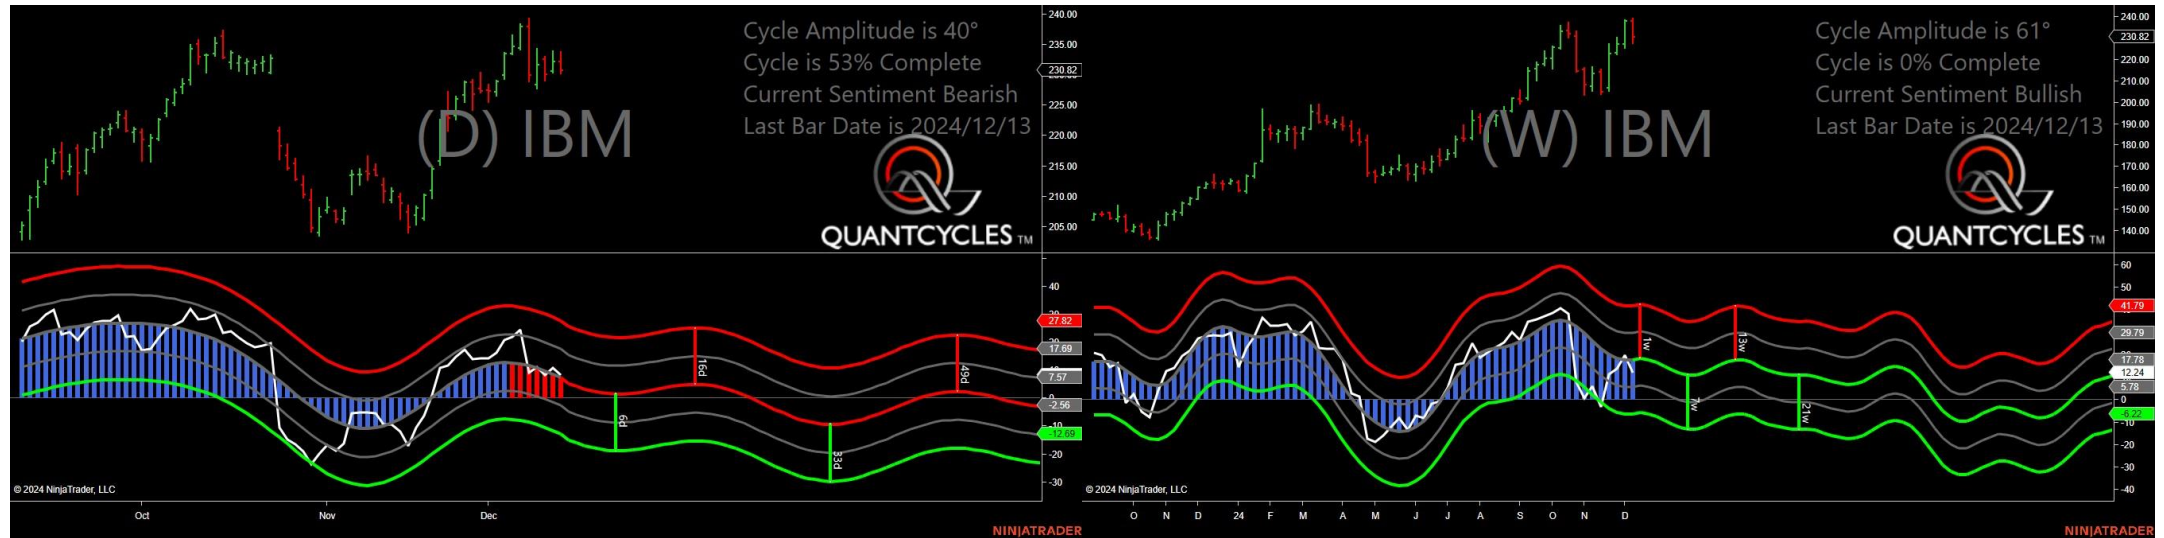 Cycle Amplitude is 40°
Cycle is 53% Complete
Current Sentiment Bearish
Last Bar Date is 2024/12/13
(D) IBM
QUANTCYCLES TM
240.00
235.00
230.82
225.00
220.00
215.00
210.00
205.00
40
27.82
17.69
7.57
0
-2.56
-12.69
-20
-30
16d
49d
6d
33d
© 2024 NinjaTrader, LLC
Oct
Nov
Dec
NINJATRADER
Cycle Amplitude is 61°
Cycle is 0% Complete
Current Sentiment Bullish
Last Bar Date is 2024/12/13
(W) IBM
QUANTCYCLES TM
240.00
230.82
220.00
210.00
200.00
190.00
180.00
170.00
160.00
150.00
140.00
60
50
41.79
29.79
17.78
12.24
5.78
0
-6.22
-10
-20
-30
-40
1w
13w
7w
21w
© 2024 NinjaTrader, LLC
O N D 24 F M A M J J A S O N D
NINJATRADER